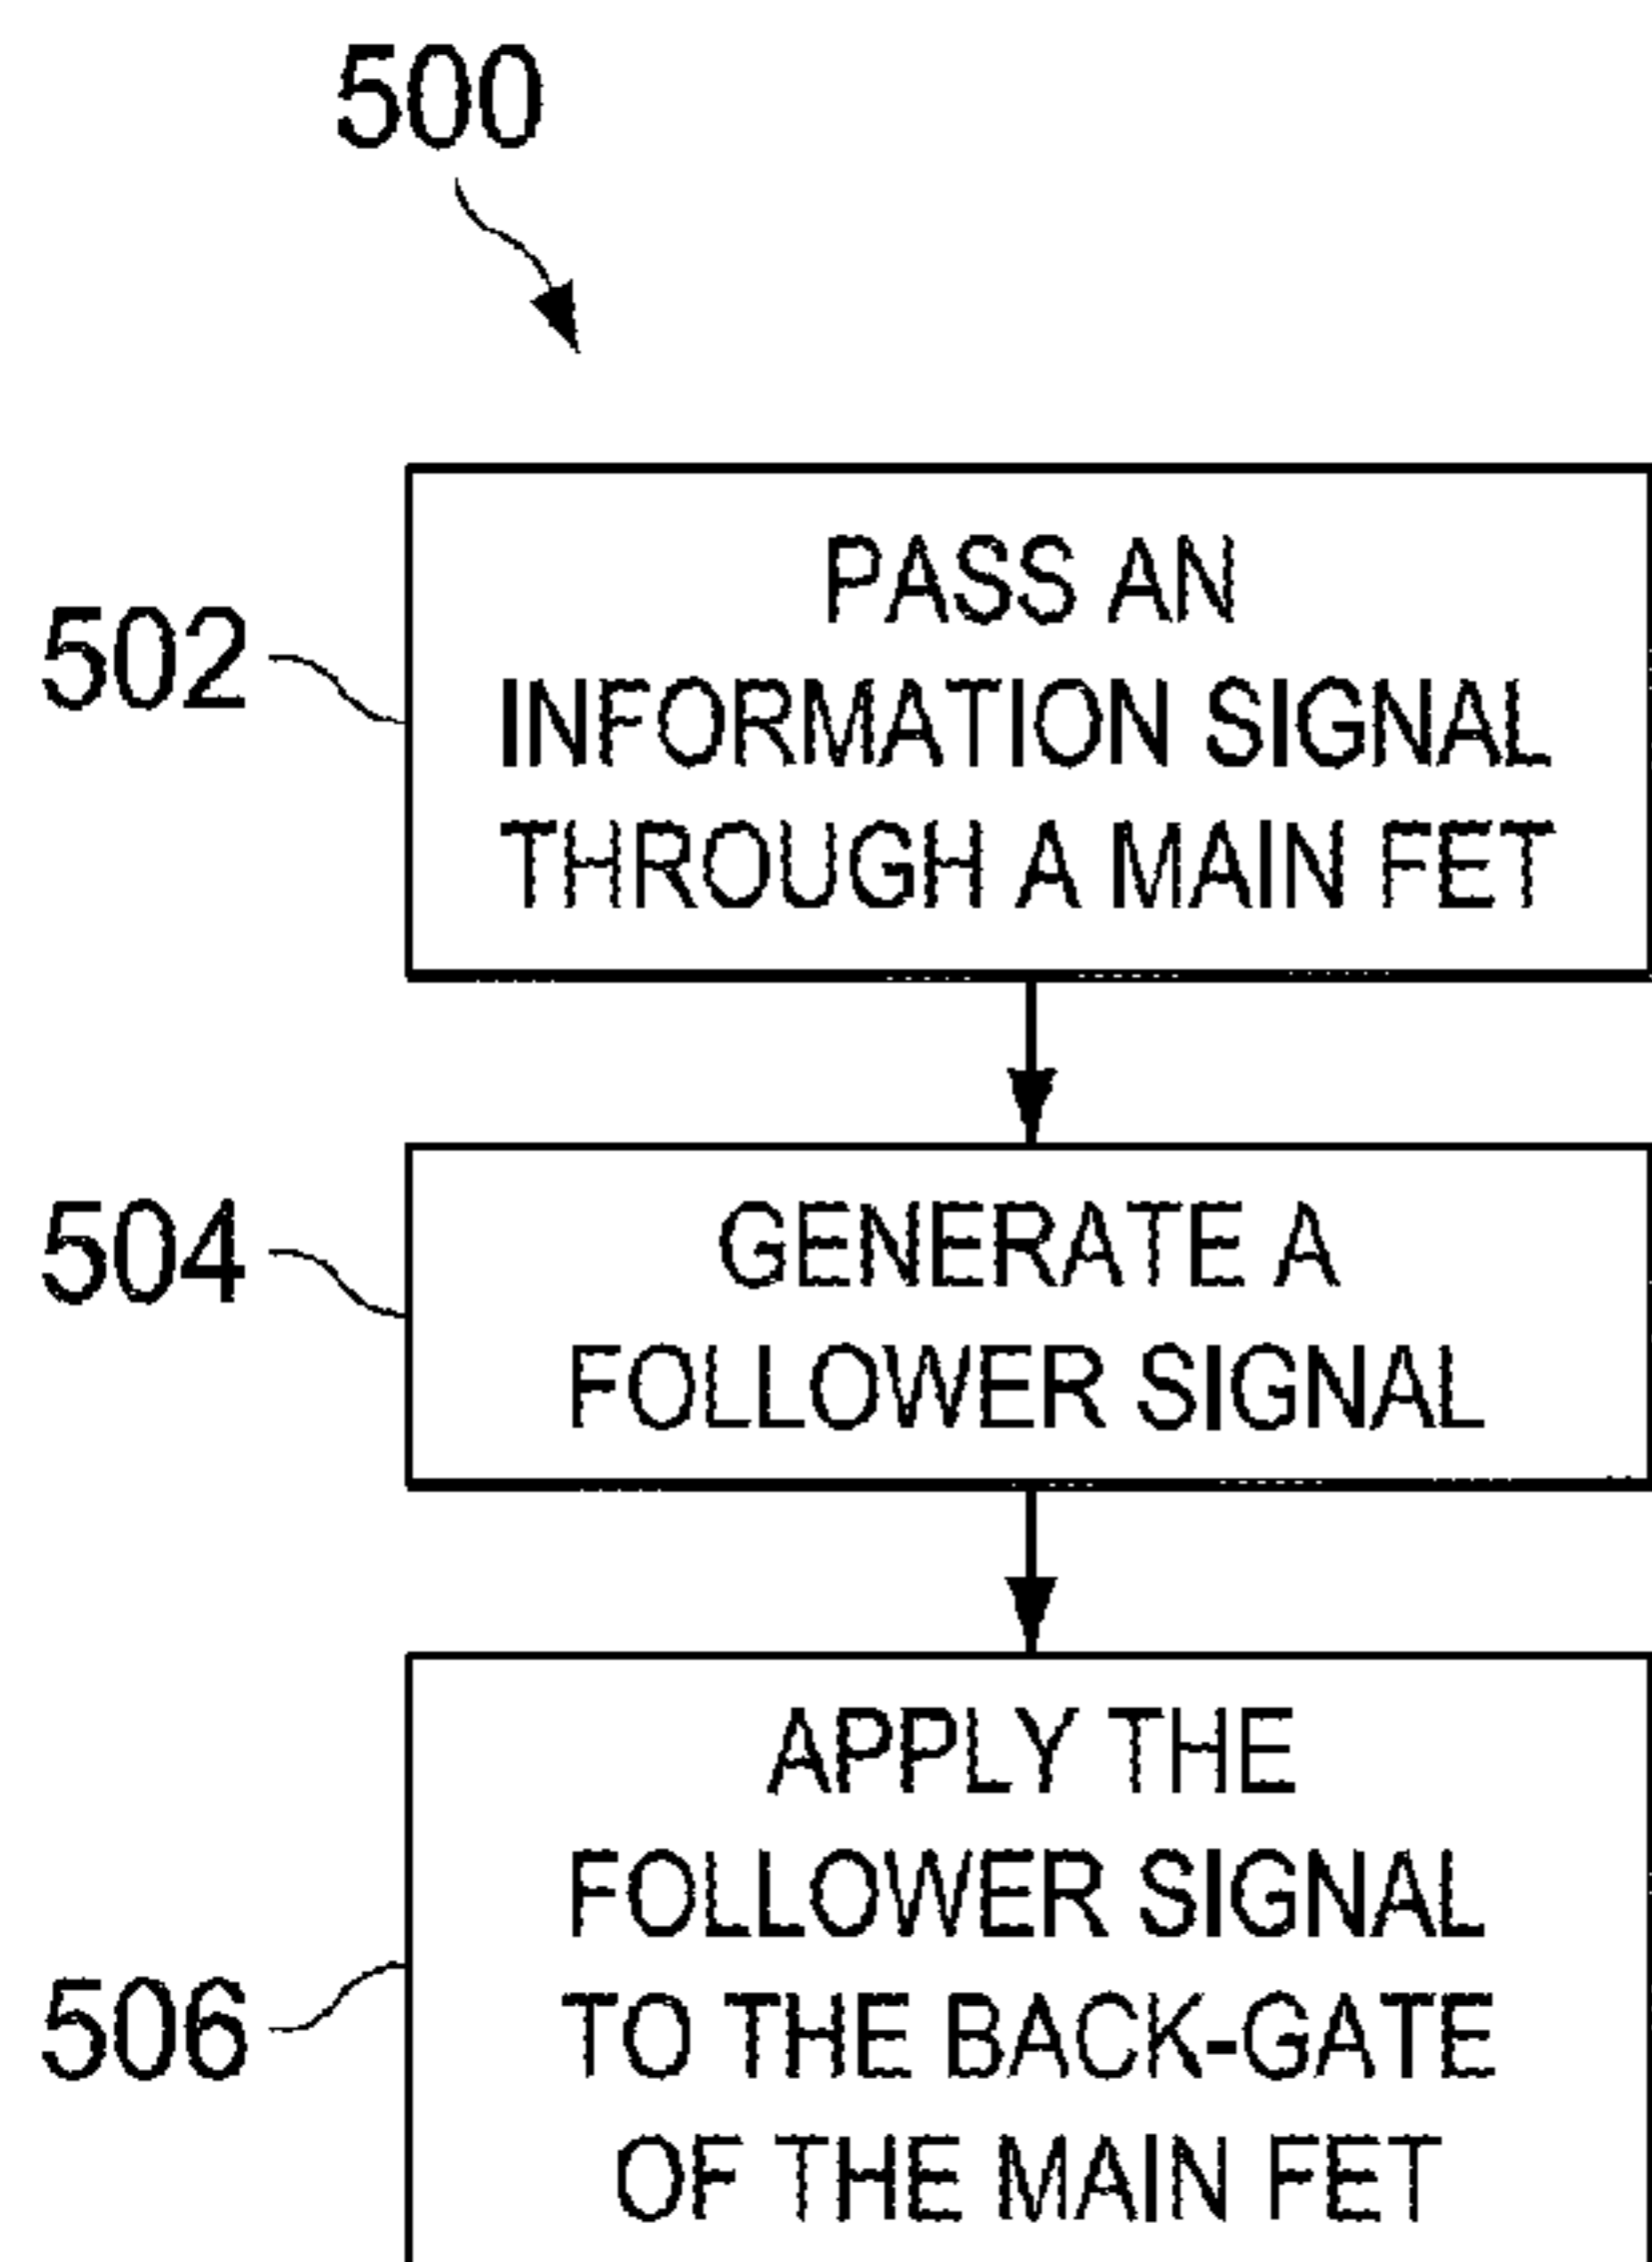 500
502
PASS AN
INFORMATION SIGNAL
THROUGH A MAIN FET
504
GENERATE A
FOLLOWER SIGNAL
506
APPLY THE
FOLLOWER SIGNAL
TO THE BACK-GATE
OF THE MAIN FET